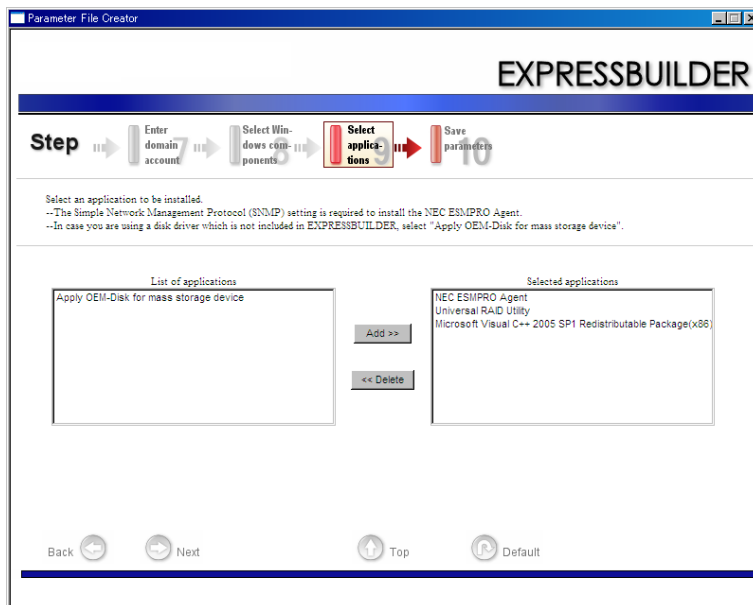 Parameter File Creator
EXPRESSBUILDER
Step
Enter
domain
account
7
Select Win-
dows com-
ponents
8
Select
applica-
tions
9
Save
parameters
10
Select an application to be installed.
--The Simple Network Management Protocol (SNMP) setting is required to install the NEC ESMPRO Agent.
--In case you are using a disk driver which is not included in EXPRESSBUILDER, select "Apply OEM-Disk for mass storage device".
List of applications
Apply OEM-Disk for mass storage device
Add >>
<< Delete
Selected applications
NEC ESMPRO Agent
Universal RAID Utility
Microsoft Visual C++ 2005 SP1 Redistributable Package(x86)
Back
Next
Top
Default